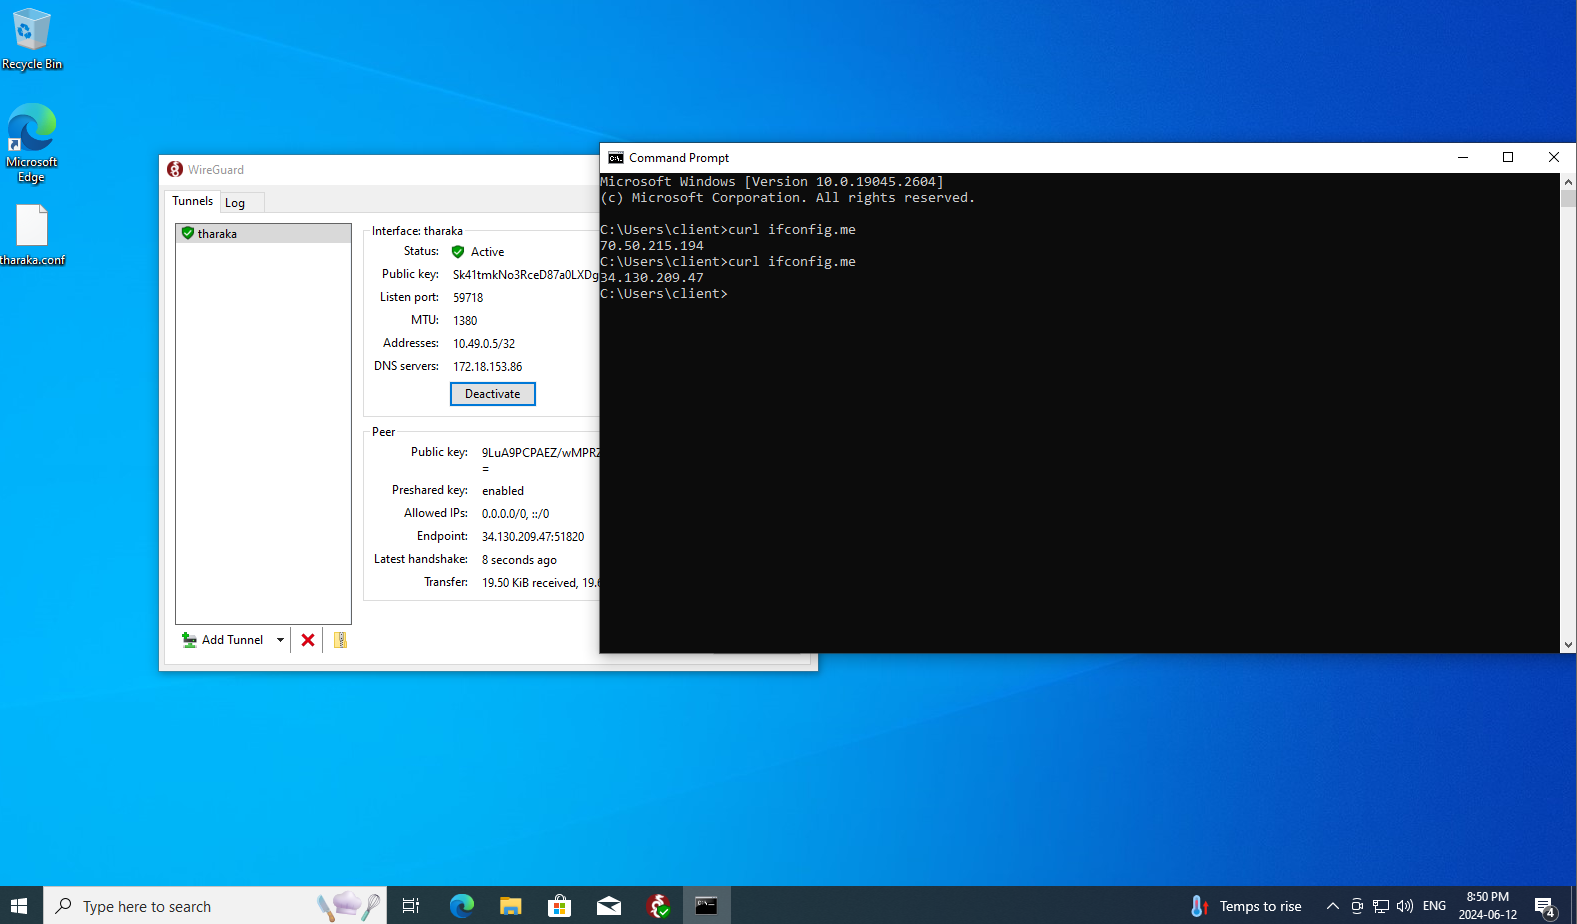 Recycle Bin
Microsoft
Edge
tharaka.conf
WireGuard
Tunnels
Log
tharaka
Interface: tharaka
Status: Active
Public key: Sk41tmkNo3RceD87a0LXDg
Listen port: 59718
MTU: 1380
Addresses: 10.49.0.5/32
DNS servers: 172.18.153.86
Deactivate
Peer
Public key: 9LuA9PCPAEZ/wMPRZ
=
Preshared key: enabled
Allowed IPs: 0.0.0.0/0, ::/0
Endpoint: 34.130.209.47:51820
Latest handshake: 8 seconds ago
Transfer: 19.50 KiB received, 19.6
Add Tunnel
Command Prompt
Microsoft Windows [Version 10.0.19045.2604]
(c) Microsoft Corporation. All rights reserved.
C:\Users\client>curl ifconfig.me
70.50.215.194
C:\Users\client>curl ifconfig.me
34.130.209.47
C:\Users\client>
Type here to search
Temps to rise
ENG
8:50 PM
2024-06-12
4